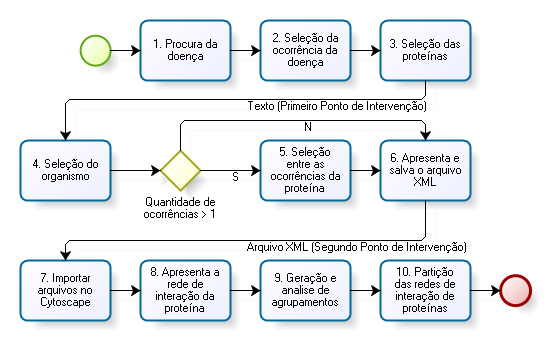 1. Procura da
doença
2. Seleção da
ocorrência da
doença
3. Seleção das
proteínas
Texto (Primeiro Ponto de Intervenção)
4. Seleção do
organismo
Quantidade de
ocorrências > 1
N
S
5. Seleção
entre as
ocorrências da
proteína
6. Apresenta e
salva o arquivo
XML
Arquivo XML (Segundo Ponto de Intervenção)
7. Importar
arquivos no
Cytoscape
8. Apresenta a
rede de
interação da
proteína
9. Geração e
analise de
agrupamentos
10. Partição
das redes de
interação de
proteínas